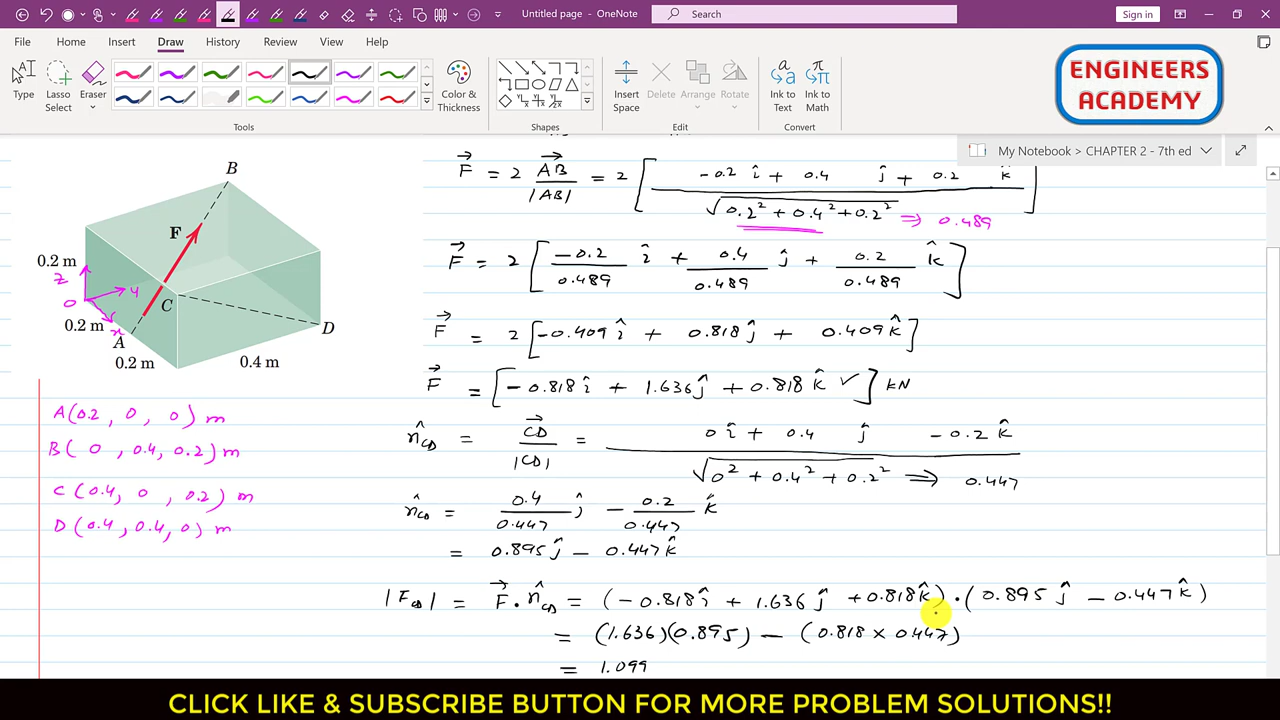 Untitled page - OneNote
Search
Sign in
File Home Insert Draw History Review View Help
Type
Lasso Select
Eraser
Color & Thickness
Insert Space
Delete
Arrange
Rotate
Ink to Text
Ink to Math
Tools
Shapes
Edit
Convert
ENGINEERS
ACADEMY
My Notebook > CHAPTER 2 - 7th ed
B
F
0.2 m
z
O
y
x
C
0.2 m
A
D
0.2 m
0.4 m
A(0.2, 0, 0) m
B(0, 0.4, 0.2) m
C(0.4, 0, 0.2) m
D(0.4, 0.4, 0) m
F⃗ = 2 AB⃗/|AB| = 2 [(-0.2 î + 0.4 ĵ + 0.2 k̂)/√(0.2² + 0.4² + 0.2²)] ⇒ 0.489
F⃗ = 2 [-0.2/0.489 î + 0.4/0.489 ĵ + 0.2/0.489 k̂]
F⃗ = 2[-0.409 î + 0.818 ĵ + 0.409 k̂]
F⃗ = [-0.818 î + 1.636 ĵ + 0.818 k̂ ✓] kN
n̂CD = CD⃗/|CD| = (0 î + 0.4 ĵ - 0.2 k̂)/√(0² + 0.4² + 0.2²) ⇒ 0.447
n̂CD = 0.4/0.447 ĵ - 0.2/0.447 k̂
= 0.895 ĵ - 0.447 k̂
|FCD| = F⃗ . n̂CD = (-0.818 î + 1.636 ĵ + 0.818 k̂) . (0.895 ĵ - 0.447 k̂)
= (1.636)(0.895) - (0.818 × 0.447)
= 1.099
CLICK LIKE & SUBSCRIBE BUTTON FOR MORE PROBLEM SOLUTIONS!!